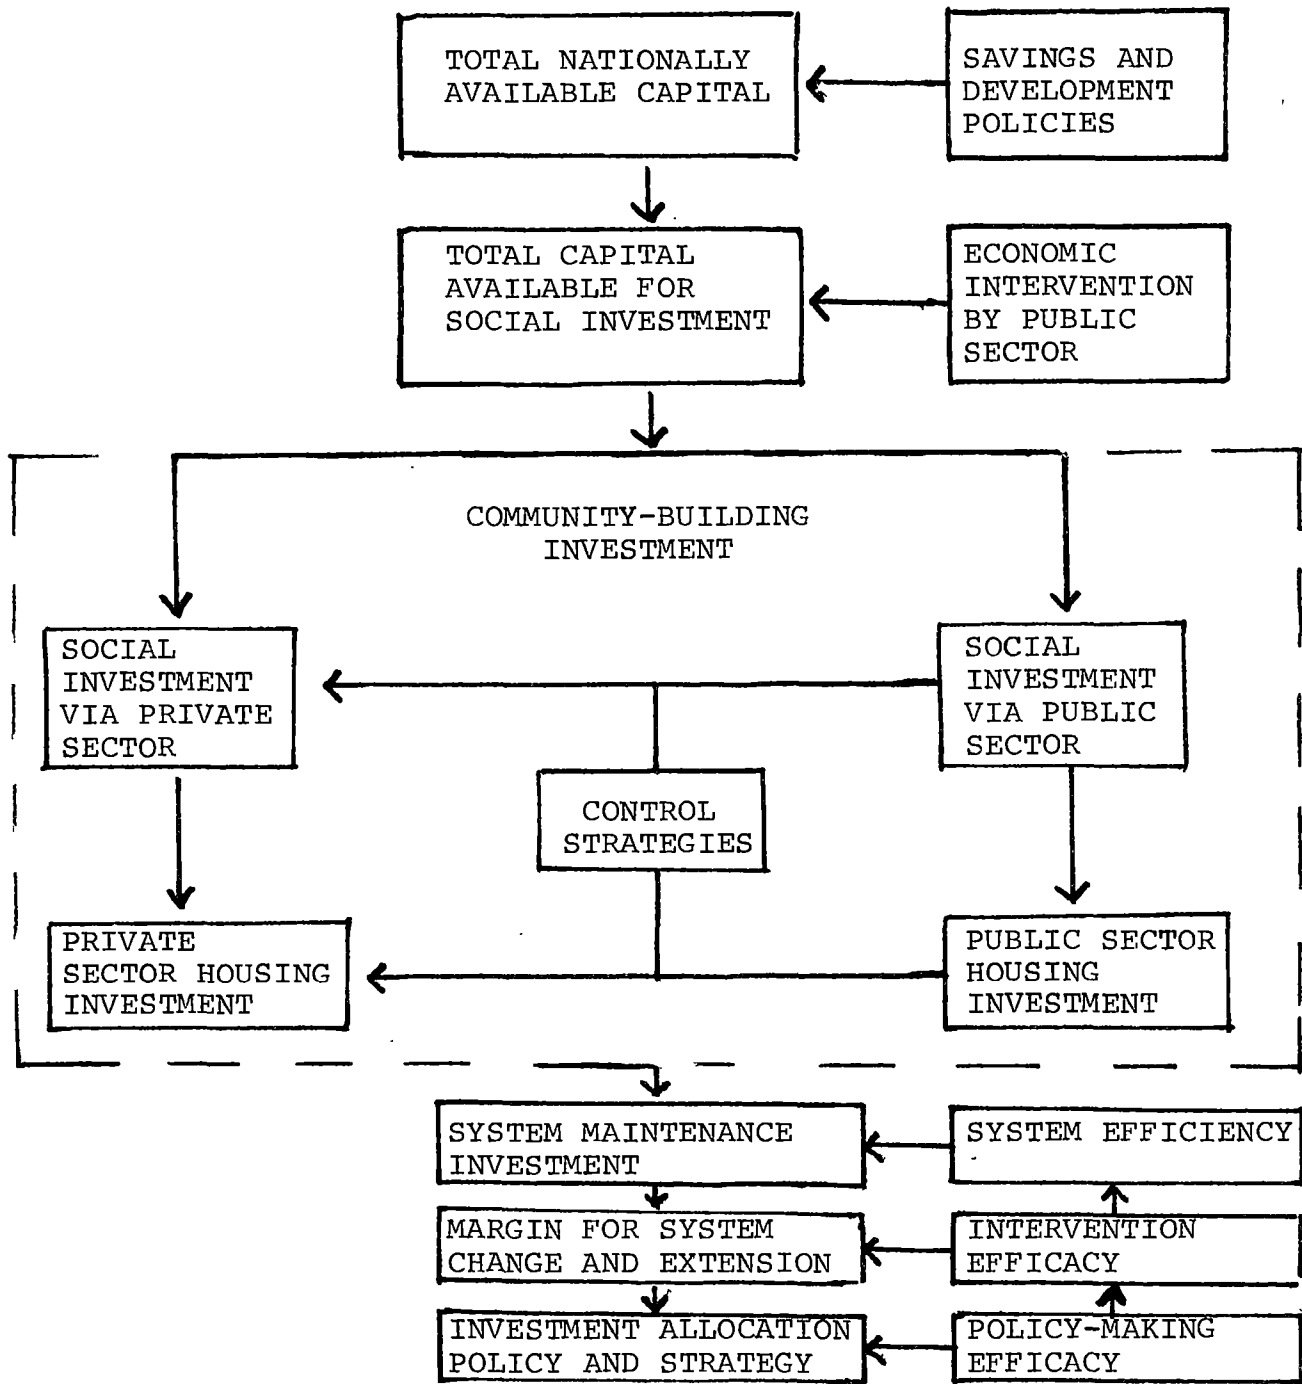 TOTAL NATIONALLY
AVAILABLE CAPITAL
SAVINGS AND
DEVELOPMENT
POLICIES
TOTAL CAPITAL
AVAILABLE FOR
SOCIAL INVESTMENT
ECONOMIC
INTERVENTION
BY PUBLIC
SECTOR
COMMUNITY-BUILDING
INVESTMENT
SOCIAL
INVESTMENT
VIA PRIVATE
SECTOR
SOCIAL
INVESTMENT
VIA PUBLIC
SECTOR
CONTROL
STRATEGIES
PRIVATE
SECTOR HOUSING
INVESTMENT
PUBLIC SECTOR
HOUSING
INVESTMENT
SYSTEM MAINTENANCE
INVESTMENT
SYSTEM EFFICIENCY
MARGIN FOR SYSTEM
CHANGE AND EXTENSION
INTERVENTION
EFFICACY
INVESTMENT ALLOCATION
POLICY AND STRATEGY
POLICY-MAKING
EFFICACY